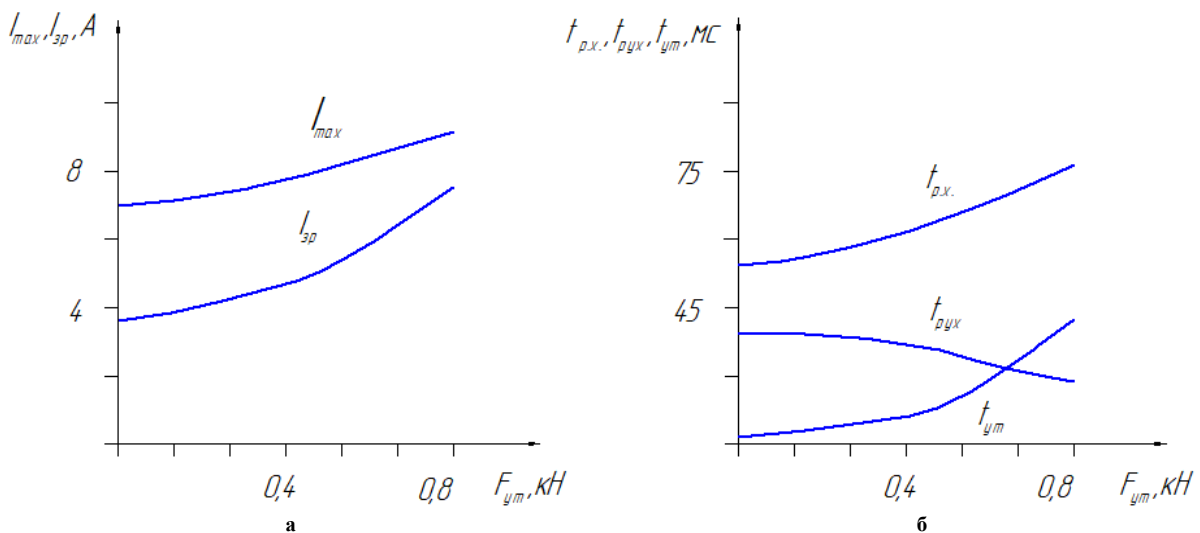 I max, I зр, А
8
4
I max
I зр
0,4
0,8
F ут, кН
а
t р.х., t рух, t ут, мс
75
45
t р.х.
t рух
t ут
0,4
0,8
F ут, кН
б